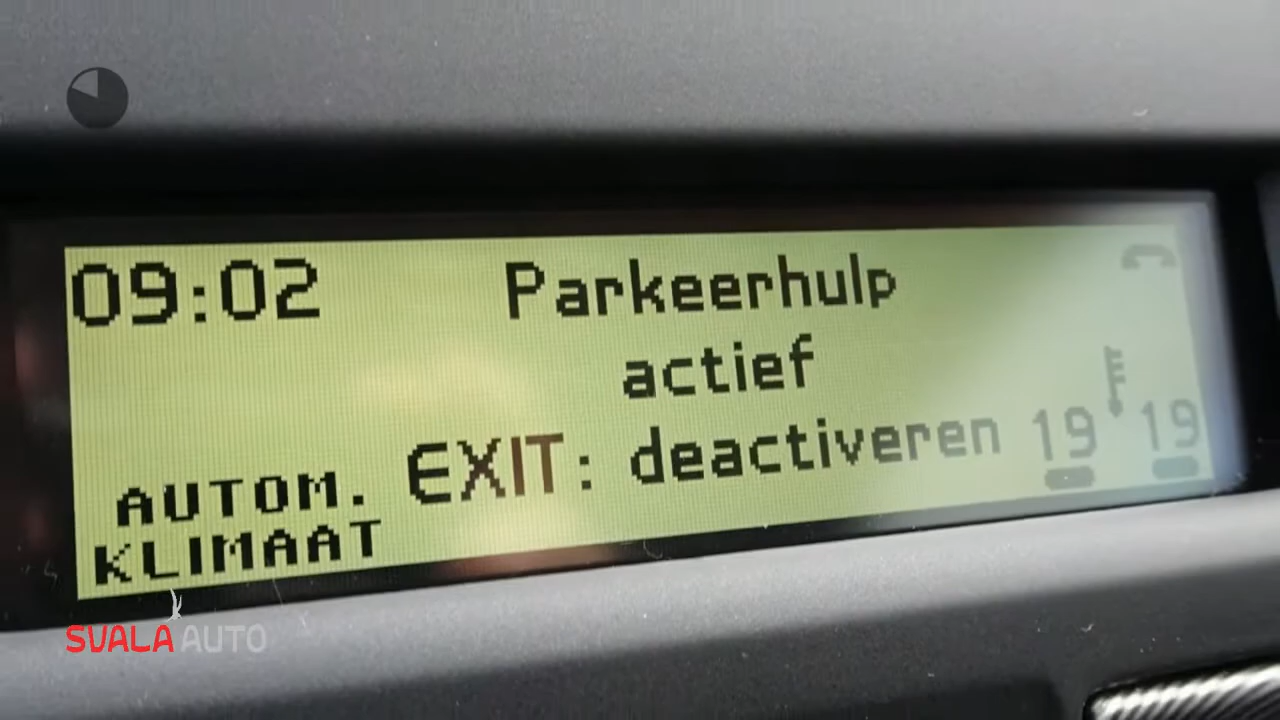 09:02 Parkeerhulp
actief
EXIT: deactiveren 19 19
AUTOM.
KLIMAAT
SVALA AUTO